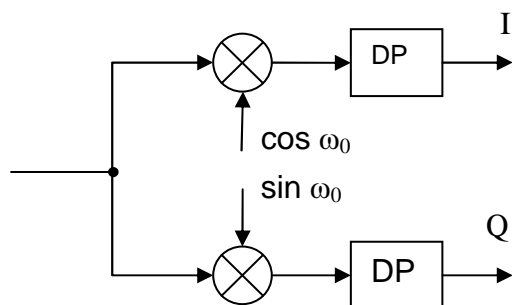 I
DP
cos ω₀
sin ω₀
Q
DP